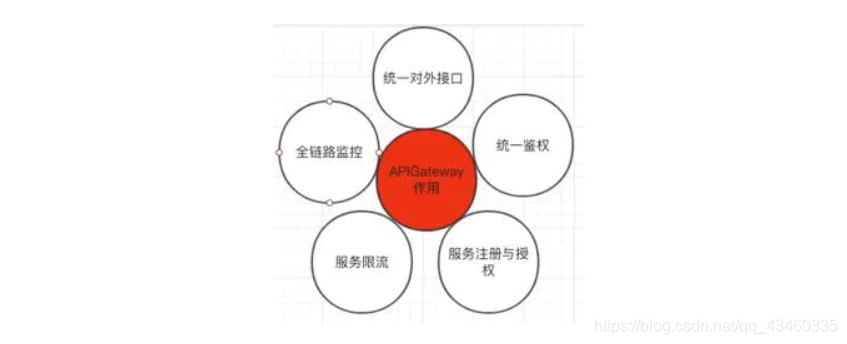 统一对外接口
全链路监控
统一鉴权
APIGateway
作用
服务限流
服务注册与授
权
https://blog.csdn.net/qq_43460335